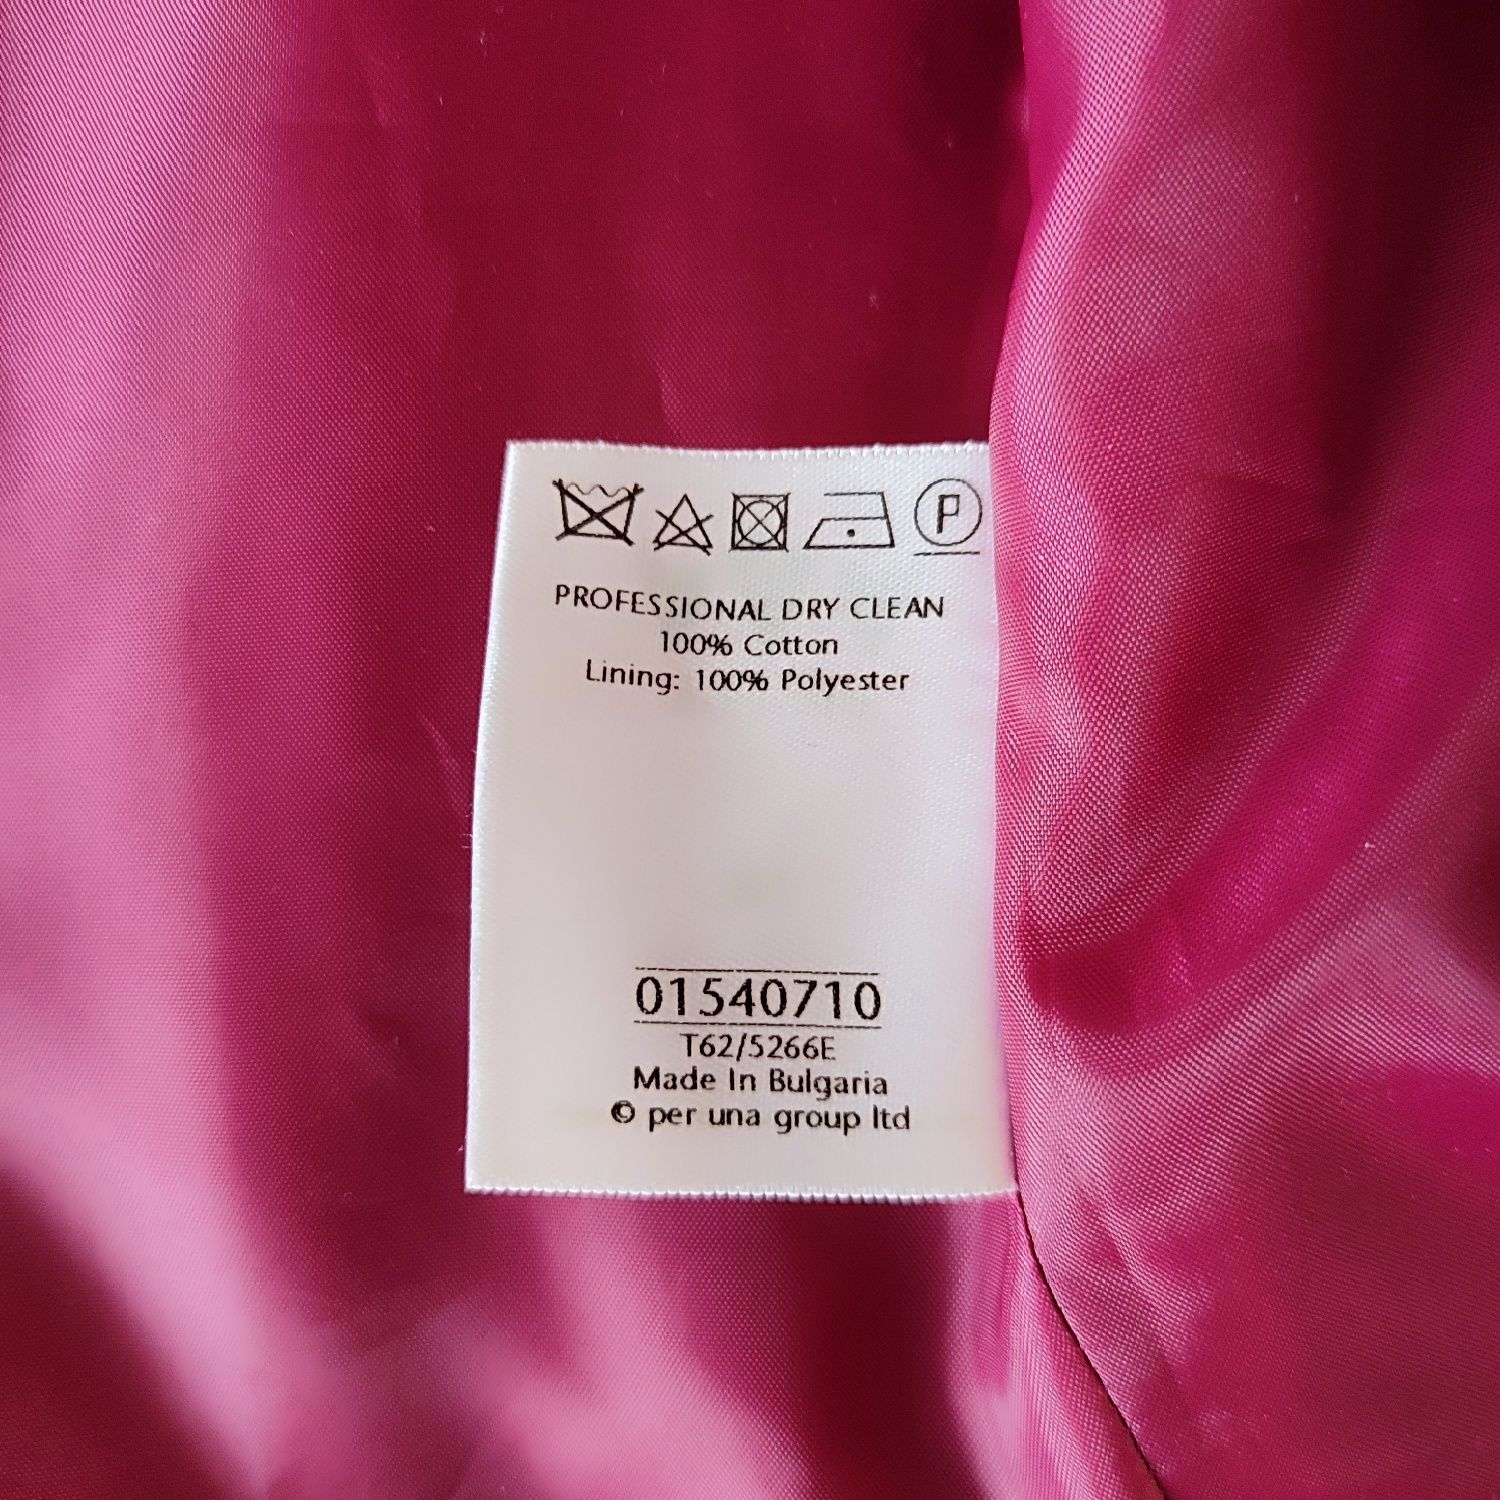 P
PROFESSIONAL DRY CLEAN
100% Cotton
Lining: 100% Polyester
01540710
T62/5266E
Made In Bulgaria
© per una group ltd